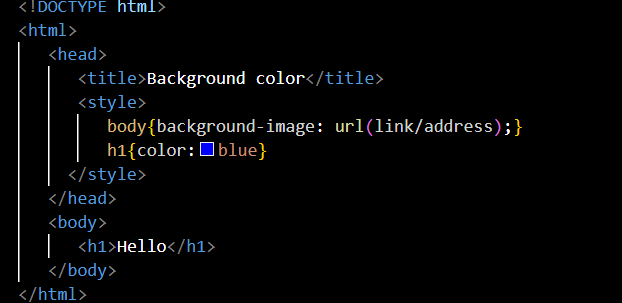 <!DOCTYPE html>
<html>
<head>
<title>Background color</title>
<style>
body{background-image: url(link/address);}
h1{color:blue}
</style>
</head>
<body>
<h1>Hello</h1>
</body>
</html>